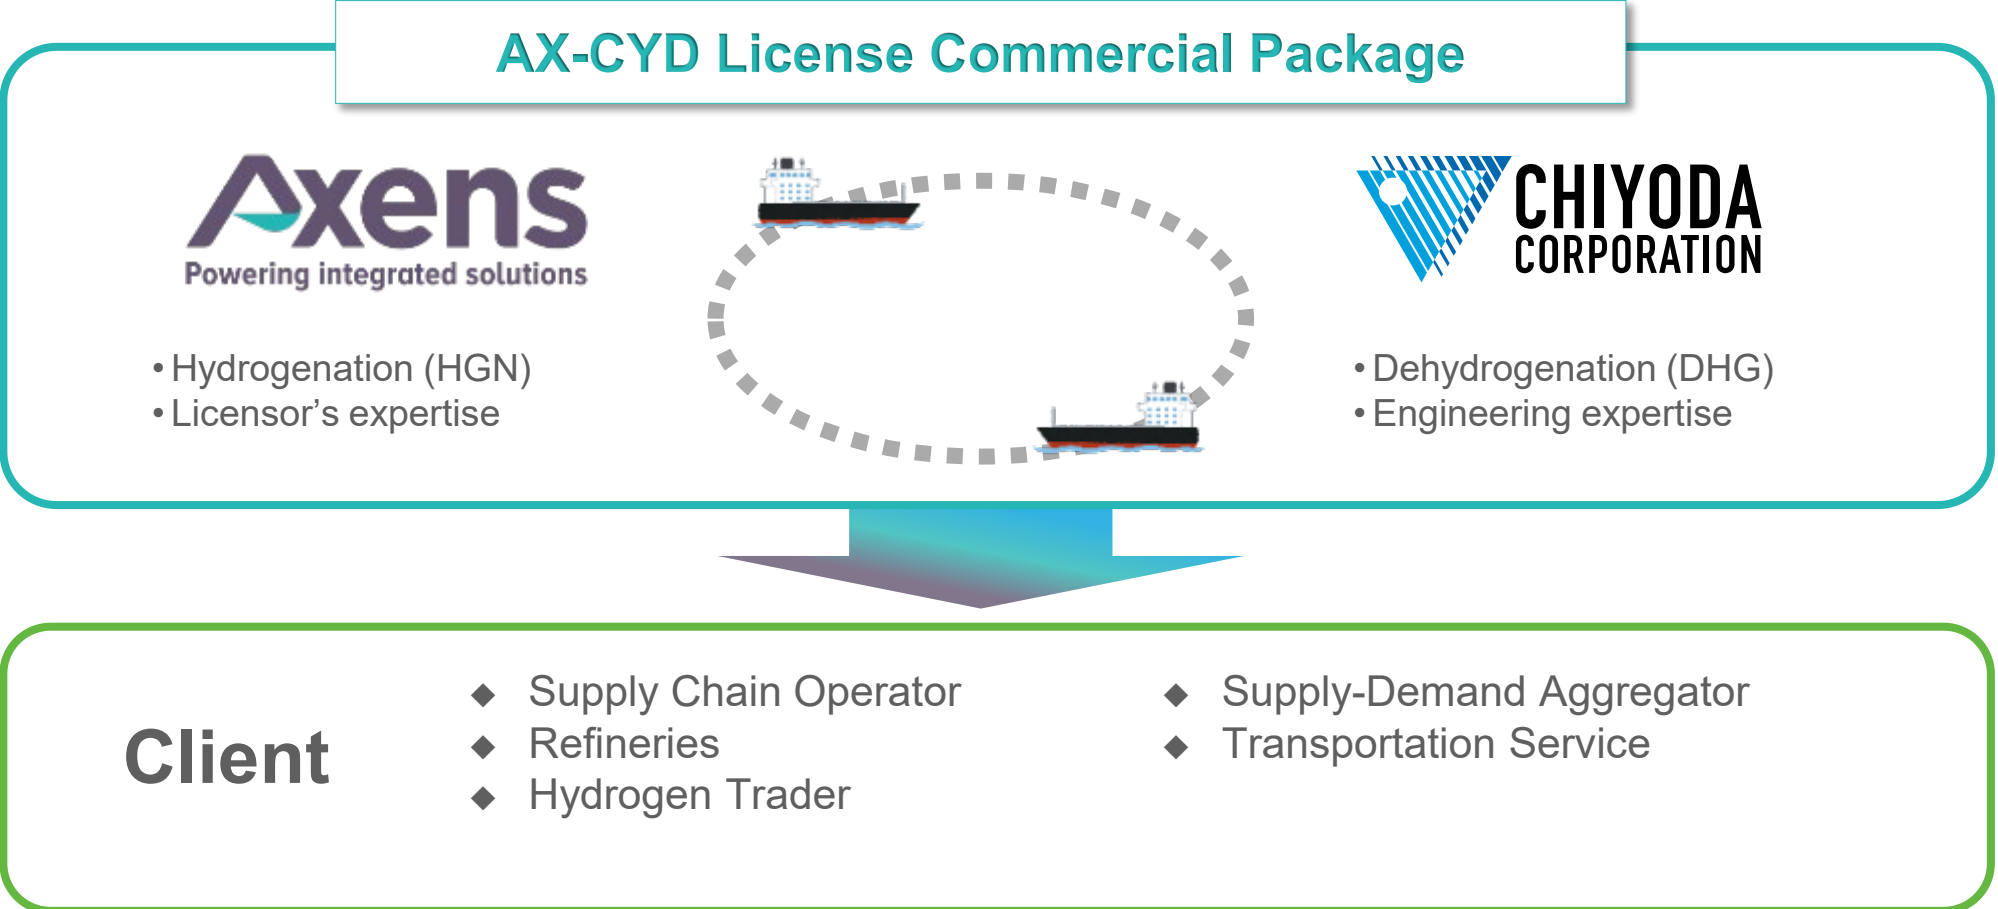 AX-CYD License Commercial Package
Axens
Powering integrated solutions
• Hydrogenation (HGN)
• Licensor’s expertise
CHIYODA
CORPORATION
• Dehydrogenation (DHG)
• Engineering expertise
Client
◆ Supply Chain Operator
◆ Refineries
◆ Hydrogen Trader
◆ Supply-Demand Aggregator
◆ Transportation Service